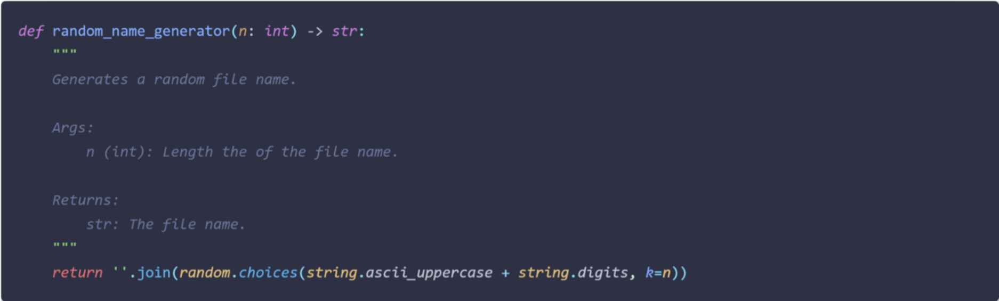 def random_name_generator(n: int) -> str:
    """
    Generates a random file name.
    Args:
        n (int): Length the of the file name.
    Returns:
        str: The file name.
    """
    return ''.join(random.choices(string.ascii_uppercase + string.digits, k=n))